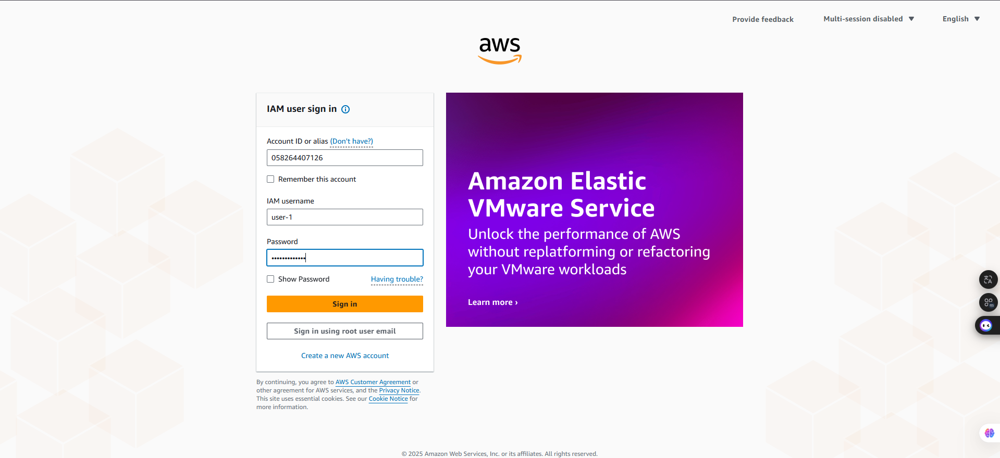 Provide feedback
Multi-session disabled
English
aws
IAM user sign in
Account ID or alias (Don't have?)
058264407126
Remember this account
IAM username
user-1
Password
•••••••••••••
Show Password
Having trouble?
Sign in
Sign in using root user email
Create a new AWS account
By continuing, you agree to AWS Customer Agreement or
other agreement for AWS services, and the Privacy Notice.
This site uses essential cookies. See our Cookie Notice for
more information.
Amazon Elastic
VMware Service
Unlock the performance of AWS
without replatforming or refactoring
your VMware workloads
Learn more ›
© 2025 Amazon Web Services, Inc. or its affiliates. All rights reserved.